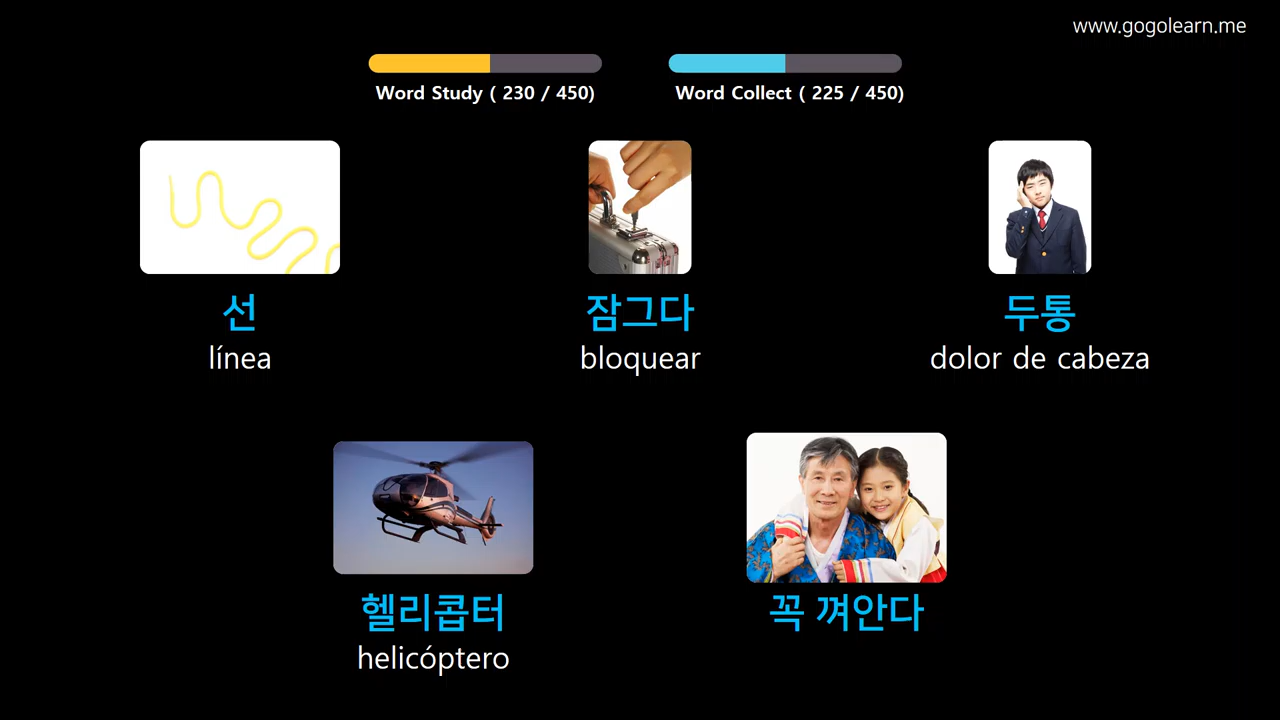 www.gogolearn.me
Word Study ( 230 / 450)
Word Collect ( 225 / 450)
선
línea
잠그다
bloquear
두통
dolor de cabeza
헬리콥터
helicóptero
꼭 껴안다